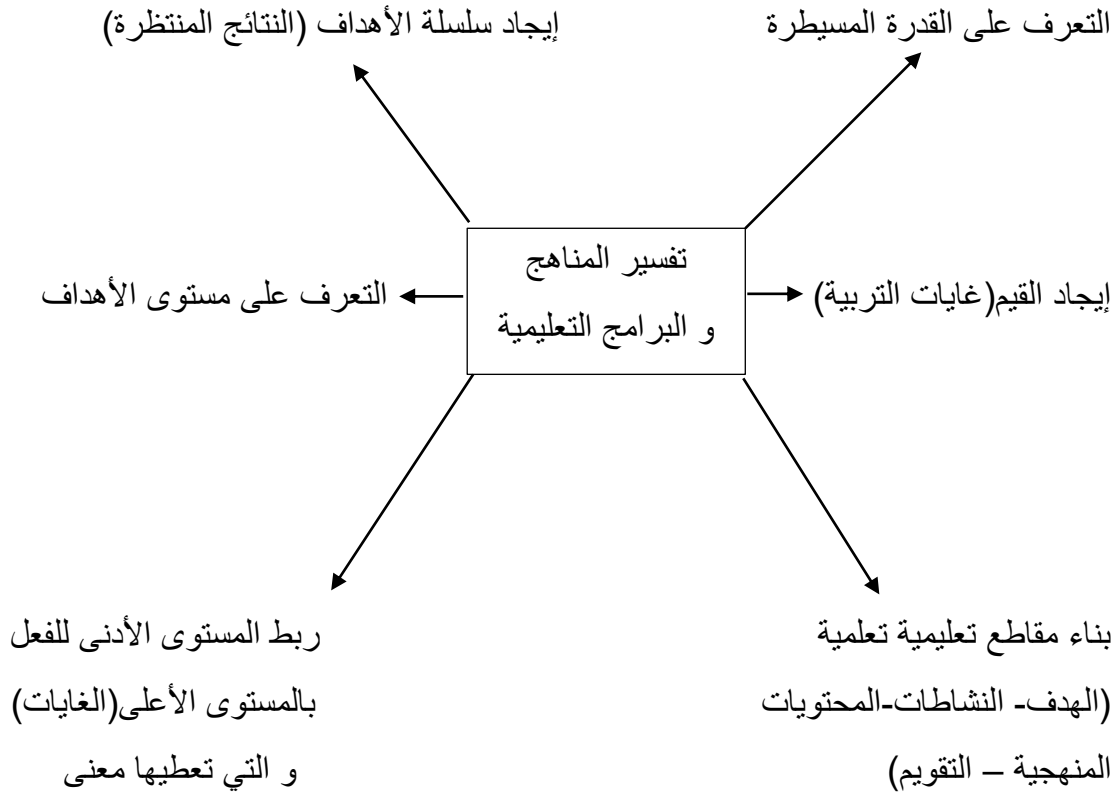 التعرف على القدرة المسيطرة
إيجاد سلسلة الأهداف (النتائج المنتظرة)
تفسير المناهج
و البرامج التعليمية
إيجاد القيم(غايات التربية)
التعرف على مستوى الأهداف
بناء مقاطع تعليمية تعلمية
(الهدف- النشاطات-المحتويات
المنهجية – التقويم)
ربط المستوى الأدنى للفعل
بالمستوى الأعلى(الغايات)
و التي تعطيها معنى